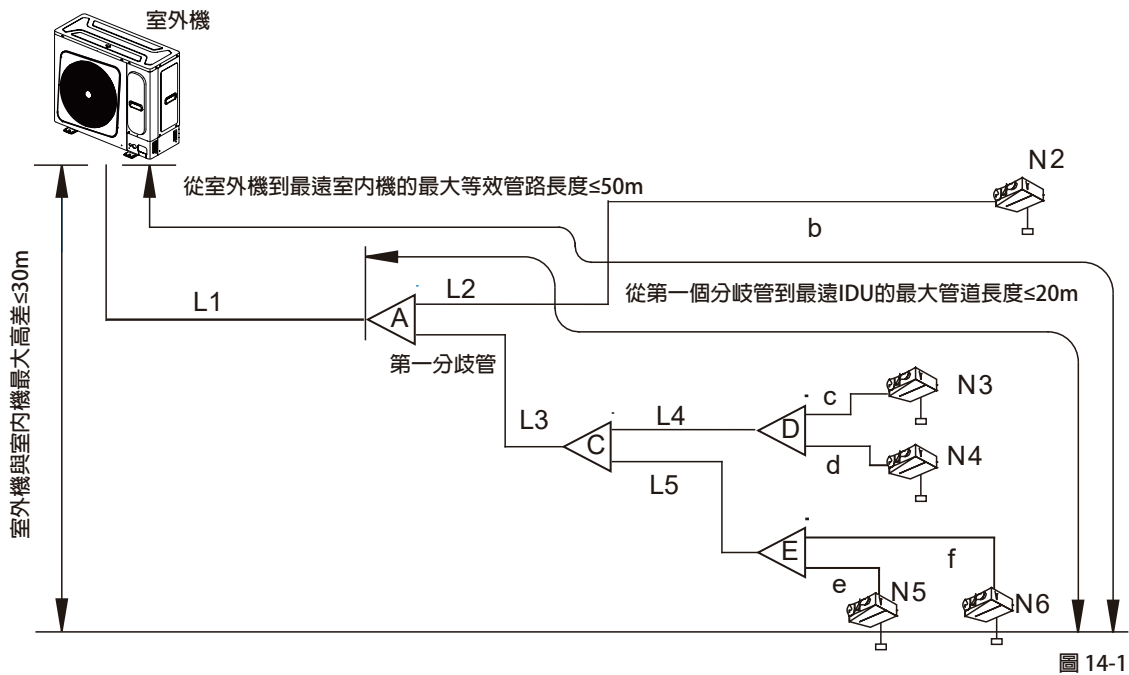 室外機
從室外機到最遠室內機的最大等效管路長度≤50m
N2
b
室外機與室內機最大高差≤30m
L1
A
L2
從第一個分岐管到最遠IDU的最大管道長度≤20m
第一分歧管
N3
c
L3
C
L4
D
d
N4
L5
E
f
e
N5
N6
圖 14-1